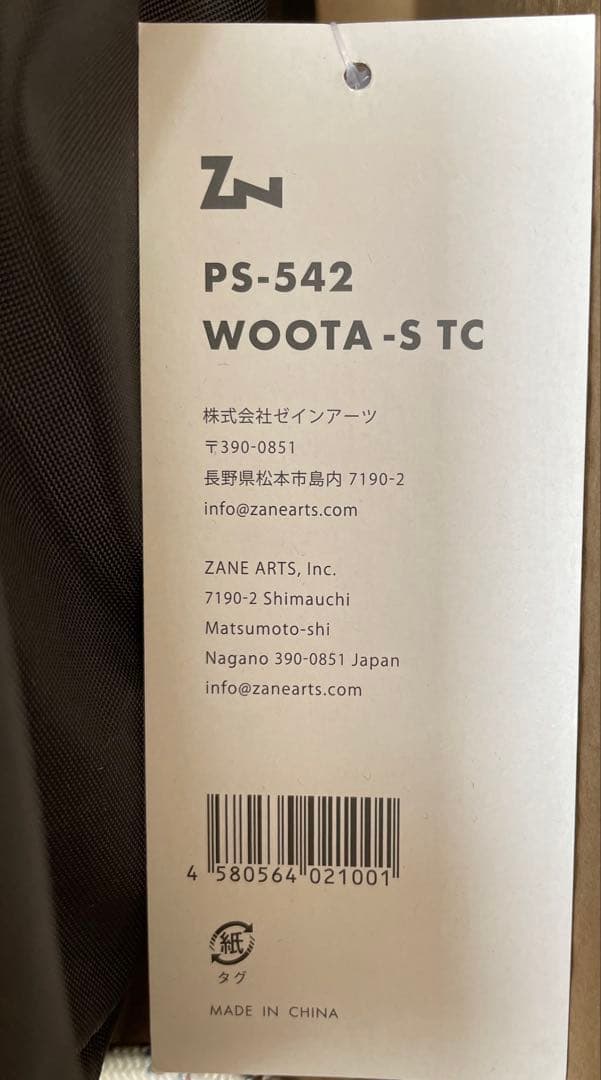 ZN
PS-542
WOOTA -S TC
株式会社ゼインアーツ
〒390-0851
長野県松本市島内 7190-2
info@zanearts.com
ZANE ARTS, Inc.
7190-2 Shimauchi
Matsumoto-shi
Nagano 390-0851 Japan
info@zanearts.com
4 580564 021001
紙
タグ
MADE IN CHINA